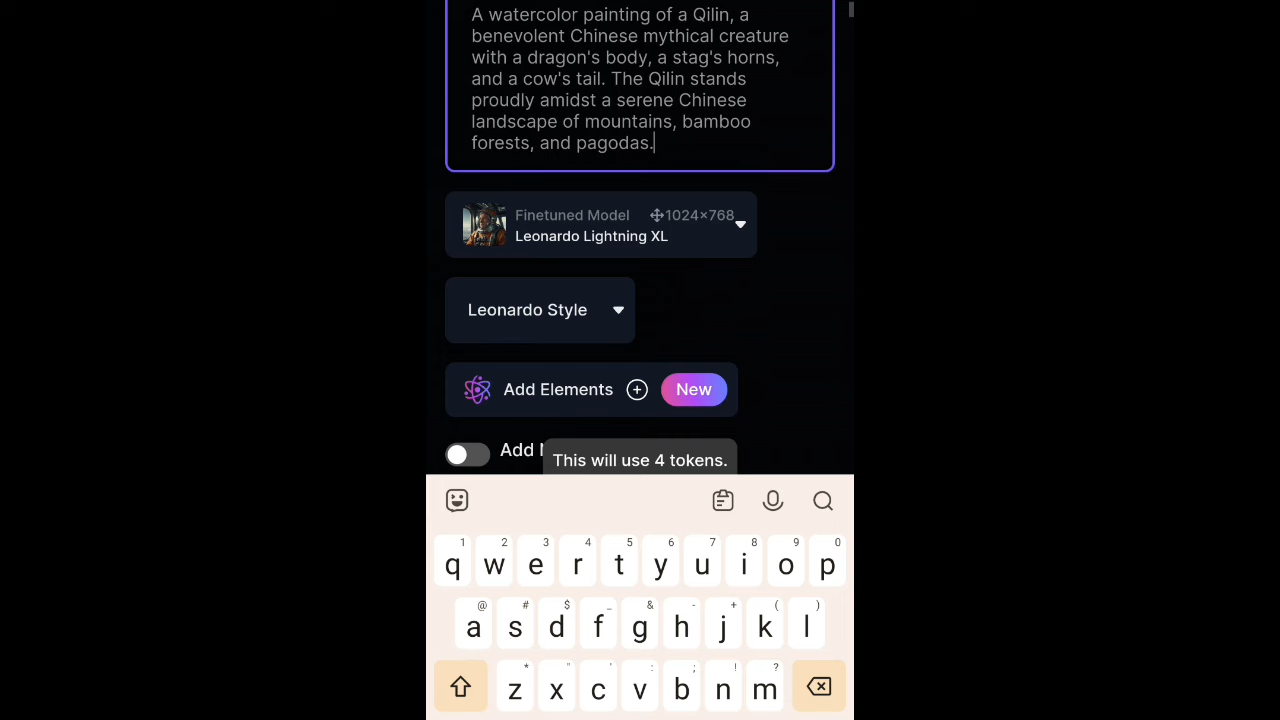 A watercolor painting of a Qilin, a
benevolent Chinese mythical creature
with a dragon's body, a stag's horns,
and a cow's tail. The Qilin stands
proudly amidst a serene Chinese
landscape of mountains, bamboo
forests, and pagodas.
Finetuned Model 1024×768
Leonardo Lightning XL
Leonardo Style
Add Elements New
Add
This will use 4 tokens.
1 2 3 4 5 6 7 8 9 0
q w e r t y u i o p
@ # $ _ & - + ( )
a s d f g h j k l
* " ' : ; ! ?
z x c v b n m